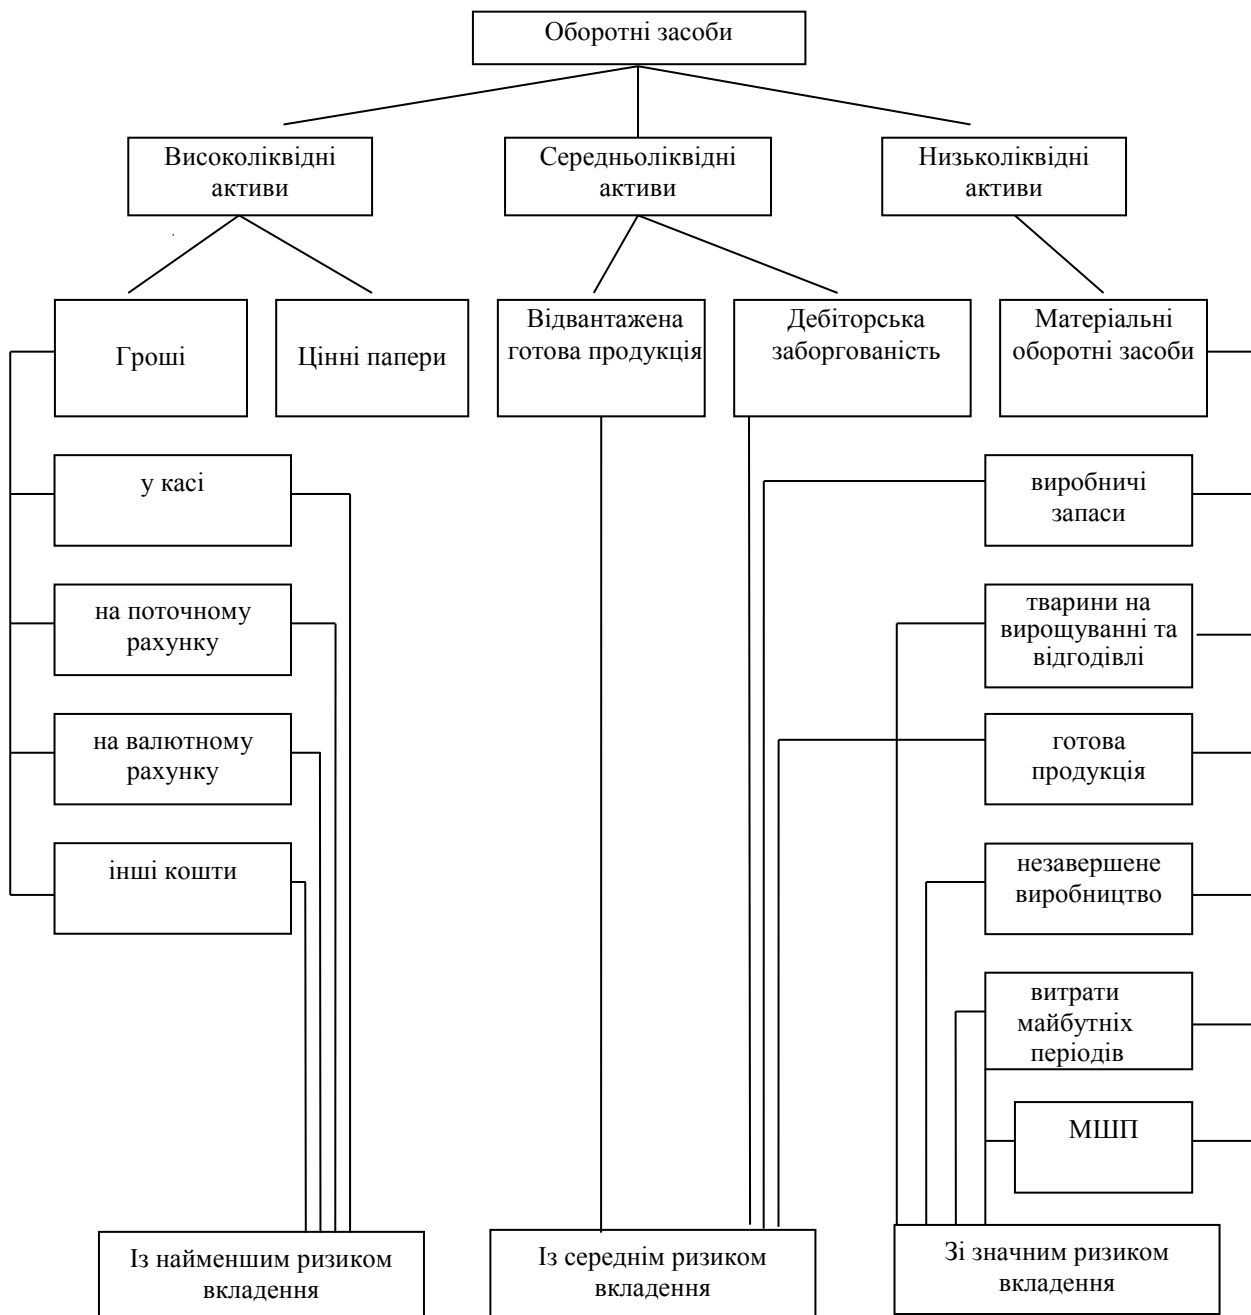 Оборотні засоби
Високоліквідні
активи
Середньоліквідні
активи
Низьколіквідні
активи
Гроші
Цінні папери
Відвантажена
готова продукція
Дебіторська
заборгованість
Матеріальні
оборотні засоби
у касі
виробничі
запаси
на поточному
рахунку
тварини на
вирощуванні та
відгодівлі
на валютному
рахунку
готова
продукція
інші кошти
незавершене
виробництво
витрати
майбутніх
періодів
МШП
Із найменшим ризиком
вкладення
Із середнім ризиком
вкладення
Зі значним ризиком
вкладення